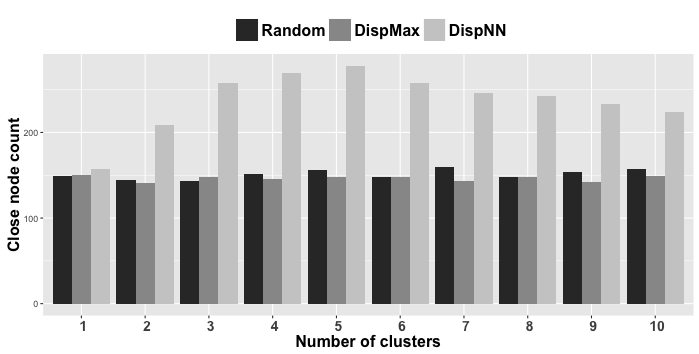 Random DispMax DispNN
Close node count
200
100
0
1 2 3 4 5 6 7 8 9 10
Number of clusters